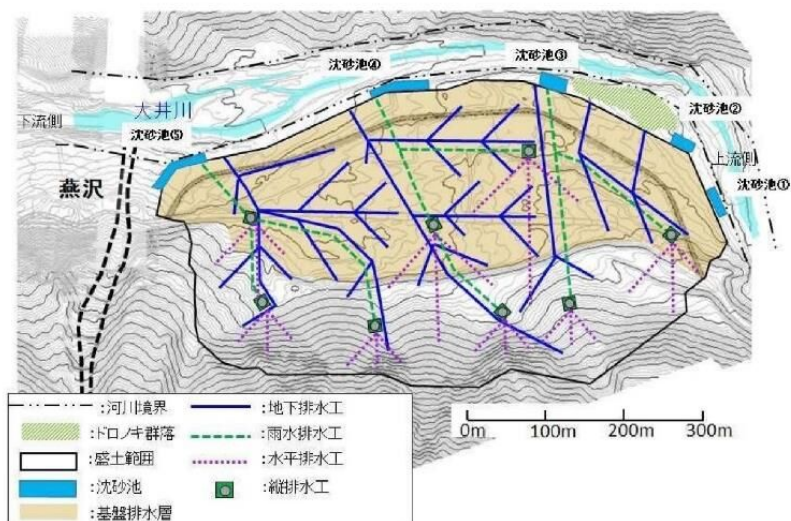 沈砂池③
沈砂池④
大井川
沈砂池②
下流側
沈砂池⑤
上流側
沈砂池①
燕沢
:河川境界
:地下排水工
:ドロノキ群落
:雨水排水工
:盛土範囲
:水平排水工
:沈砂池
:縦排水工
:基盤排水層
0m 100m 200m 300m